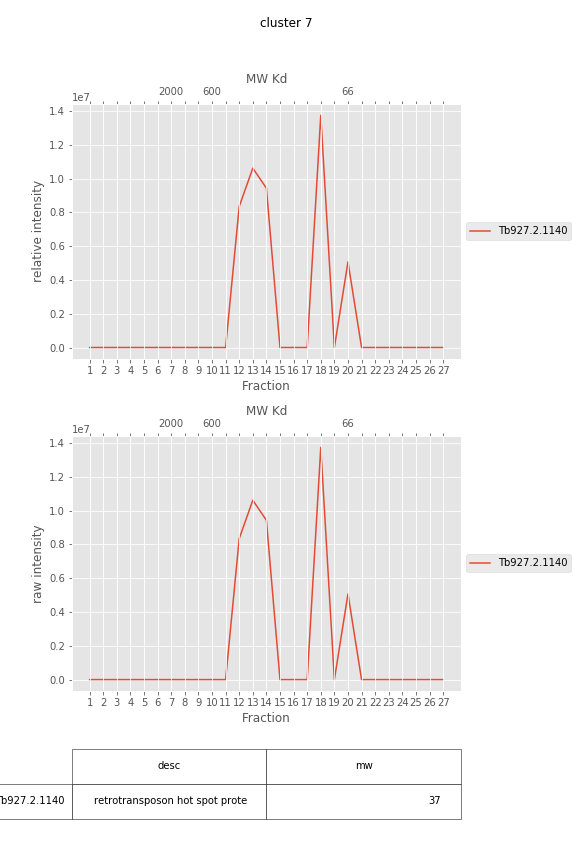 cluster 7
MW Kd
2000 600 66
1e7
1.4
1.2
1.0
0.8
0.6
0.4
0.2
0.0
relative intensity
Tb927.2.1140
1 2 3 4 5 6 7 8 9 10 11 12 13 14 15 16 17 18 19 20 21 22 23 24 25 26 27
Fraction
MW Kd
2000 600 66
1e7
1.4
1.2
1.0
0.8
0.6
0.4
0.2
0.0
raw intensity
Tb927.2.1140
1 2 3 4 5 6 7 8 9 10 11 12 13 14 15 16 17 18 19 20 21 22 23 24 25 26 27
Fraction
desc mw
b927.2.1140 retrotransposon hot spot prote 37